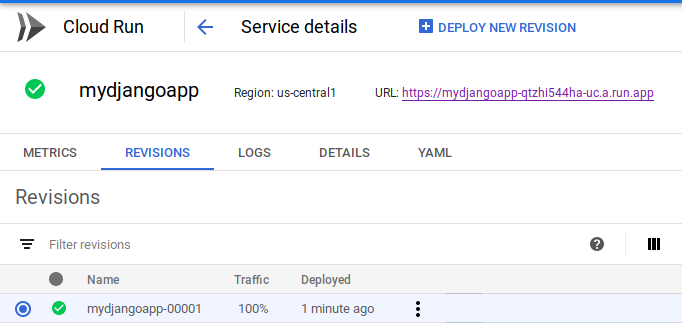 Cloud Run Service details DEPLOY NEW REVISION
mydjangoapp Region: us-central1 URL: https://mydjangoapp-qtzhi544ha-uc.a.run.app
METRICS REVISIONS LOGS DETAILS YAML
Revisions
Filter revisions
Name Traffic Deployed
mydjangoapp-00001 100% 1 minute ago